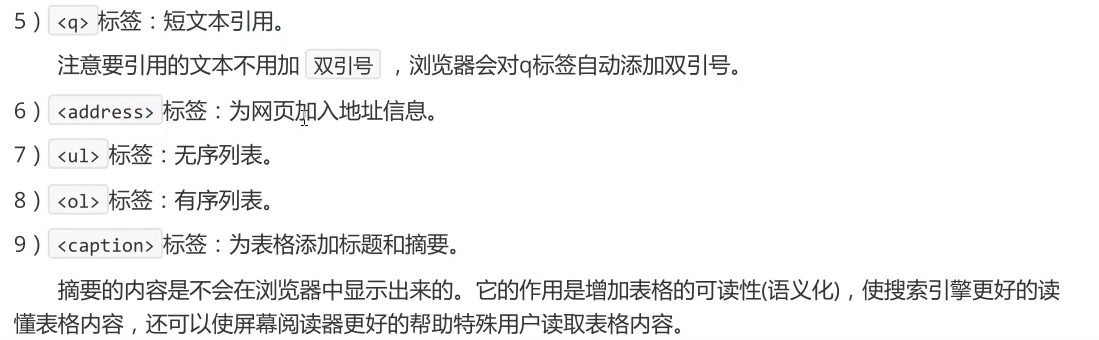 5）<q>标签：短文本引用。
注意要引用的文本不用加 双引号 ，浏览器会对q标签自动添加双引号。
6）<address>标签：为网页加入地址信息。
7）<ul>标签：无序列表。
8）<ol>标签：有序列表。
9）<caption>标签：为表格添加标题和摘要。
摘要的内容是不会在浏览器中显示出来的。它的作用是增加表格的可读性(语义化)，使搜索引擎更好的读
懂表格内容，还可以使屏幕阅读器更好的帮助特殊用户读取表格内容。